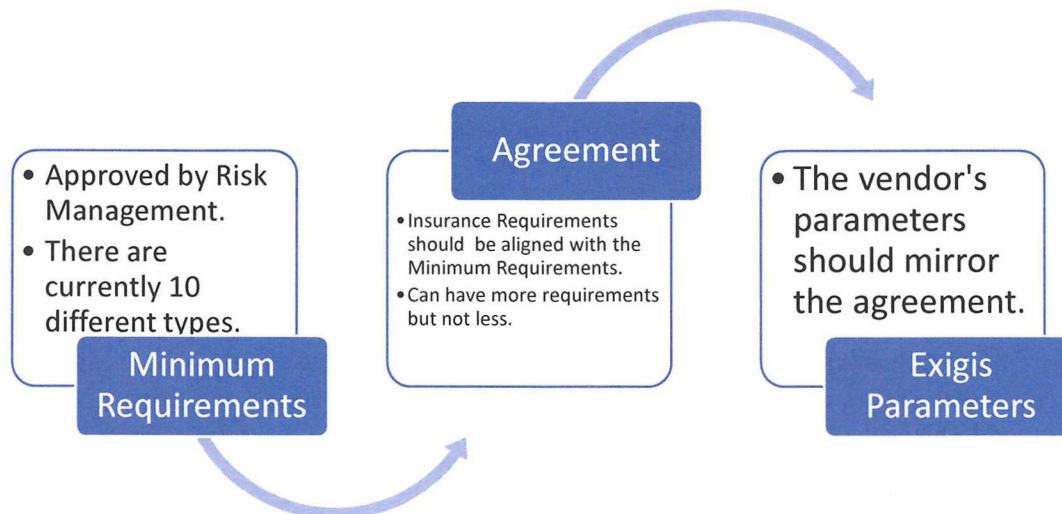 • Approved by Risk
Management.
• There are
currently 10
different types.
Minimum
Requirements
Agreement
• Insurance Requirements
should be aligned with the
Minimum Requirements.
• Can have more requirements
but not less.
• The vendor's
parameters
should mirror
the agreement.
Exigis
Parameters